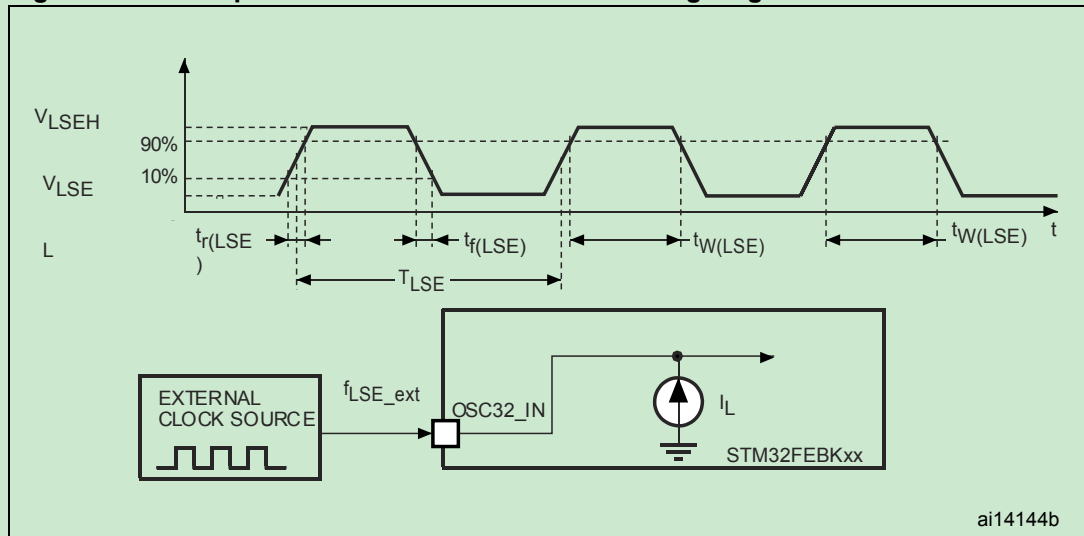 VLSEH
90%
10%
VLSE
L
tr(LSE
)
tf(LSE)
tW(LSE)
tW(LSE)
t
TLSE
EXTERNAL
CLOCK SOURCE
fLSE_ext
OSC32_IN
IL
STM32FEBKxx
ai14144b